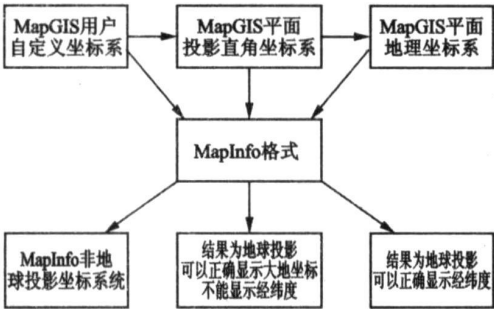 MapGIS用户
自定义坐标系
MapGIS平面
投影直角坐标系
MapGIS平面
地理坐标系
MapInfo格式
MapInfo非地
球投影坐标系统
结果为地球投影
可以正确显示大地坐标
不能显示经纬度
结果为地球投影
可以正确显示经纬度